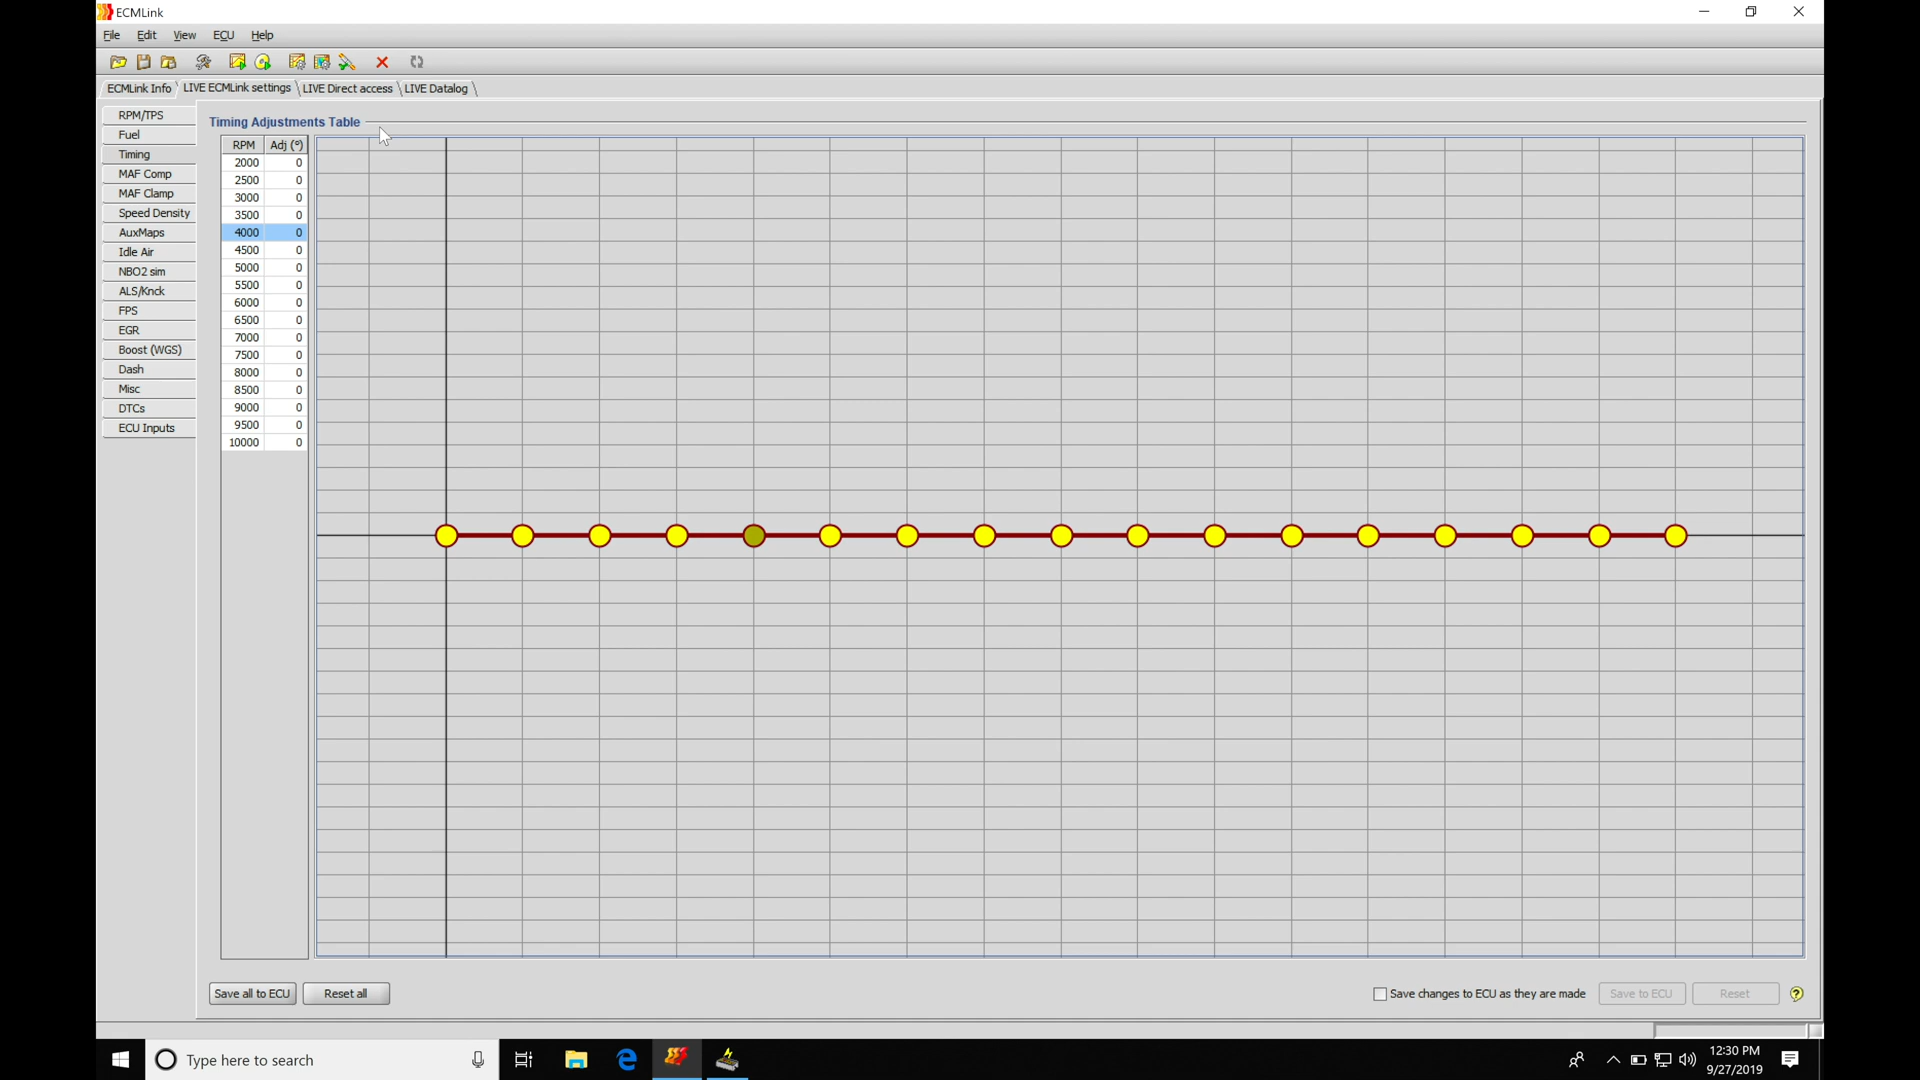 ECMLink
File Edit View ECU Help
ECMLink Info LIVE ECMLink settings LIVE Direct access LIVE Datalog
RPM/TPS
Fuel
Timing
MAF Comp
MAF Clamp
Speed Density
AuxMaps
Idle Air
NBO2 sim
ALS/Knck
FPS
EGR
Boost (WGS)
Dash
Misc
DTCs
ECU Inputs
Timing Adjustments Table
RPM Adj (°)
2000 0
2500 0
3000 0
3500 0
4000 0
4500 0
5000 0
5500 0
6000 0
6500 0
7000 0
7500 0
8000 0
8500 0
9000 0
9500 0
10000 0
Save all to ECU Reset all Save changes to ECU as they are made Save to ECU Reset ?
Type here to search
12:30 PM
9/27/2019